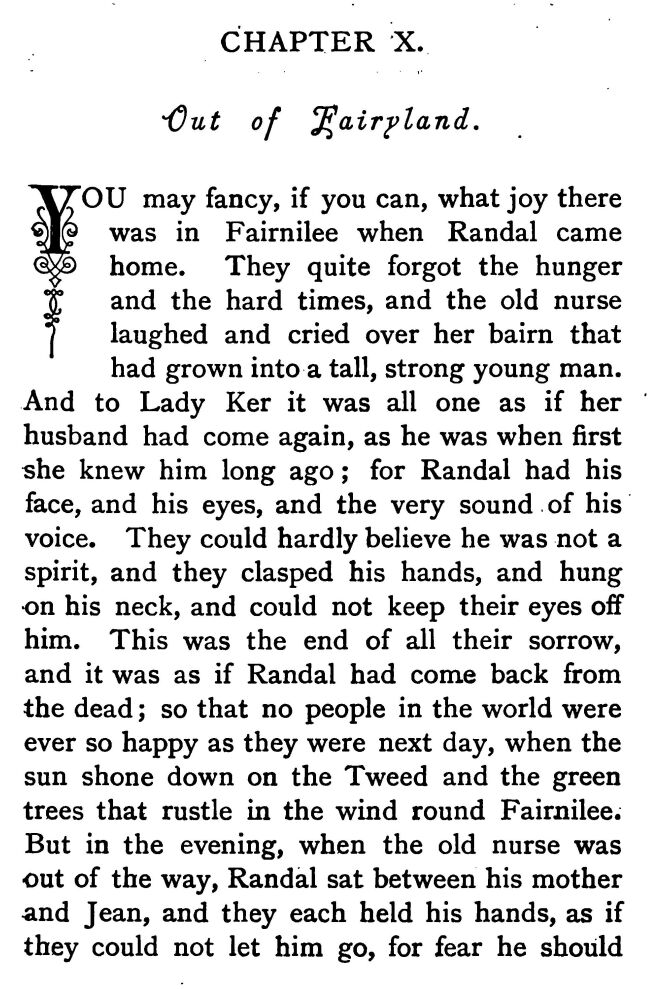 CHAPTER X.
Out of Fairyland.
YOU may fancy, if you can, what joy there
was in Fairnilee when Randal came
home. They quite forgot the hunger
and the hard times, and the old nurse
laughed and cried over her bairn that
had grown into a tall, strong young man.
And to Lady Ker it was all one as if her
husband had come again, as he was when first
she knew him long ago; for Randal had his
face, and his eyes, and the very sound of his
voice. They could hardly believe he was not a
spirit, and they clasped his hands, and hung
on his neck, and could not keep their eyes off
him. This was the end of all their sorrow,
and it was as if Randal had come back from
the dead; so that no people in the world were
ever so happy as they were next day, when the
sun shone down on the Tweed and the green
trees that rustle in the wind round Fairnilee.
But in the evening, when the old nurse was
out of the way, Randal sat between his mother
and Jean, and they each held his hands, as if
they could not let him go, for fear he should